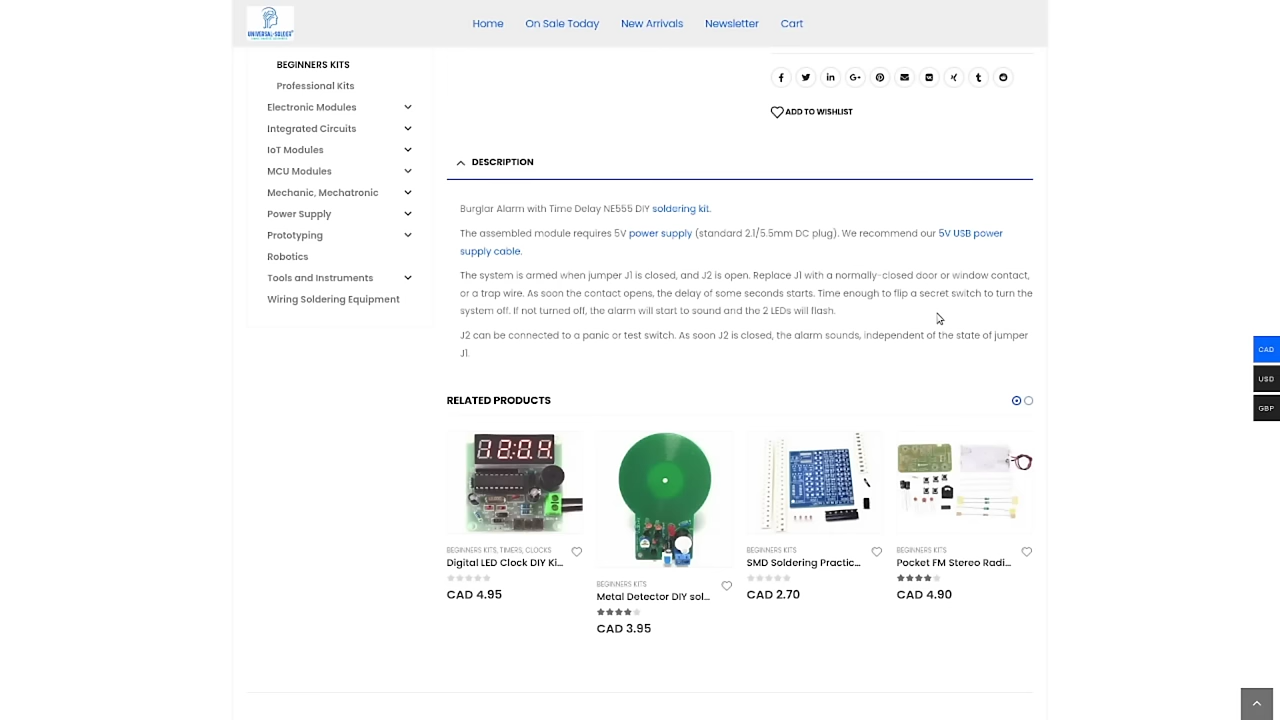 Home On Sale Today New Arrivals Newsletter Cart
UNIVERSAL-SOLDER
BEGINNERS KITS
Professional Kits
Electronic Modules
Integrated Circuits
IoT Modules
MCU Modules
Mechanic, Mechatronic
Power Supply
Prototyping
Robotics
Tools and Instruments
Wiring Soldering Equipment
ADD TO WISHLIST
DESCRIPTION
Burglar Alarm with Time Delay NE555 DIY soldering kit.
The assembled module requires 5V power supply (standard 2.1/5.5mm DC plug). We recommend our 5V USB power
supply cable.
The system is armed when jumper J1 is closed, and J2 is open. Replace J1 with a normally-closed door or window contact,
or a trap wire. As soon the contact opens, the delay of some seconds starts. Time enough to flip a secret switch to turn the
system off. If not turned off, the alarm will start to sound and the 2 LEDs will flash.
J2 can be connected to a panic or test switch. As soon J2 is closed, the alarm sounds, independent of the state of jumper
J1.
CAD
USD
GBP
RELATED PRODUCTS
BEGINNERS KITS, TIMERS, CLOCKS
Digital LED Clock DIY Ki...
CAD 4.95
BEGINNERS KITS
Metal Detector DIY sol...
CAD 3.95
BEGINNERS KITS
SMD Soldering Practic...
CAD 2.70
BEGINNERS KITS
Pocket FM Stereo Radi...
CAD 4.90